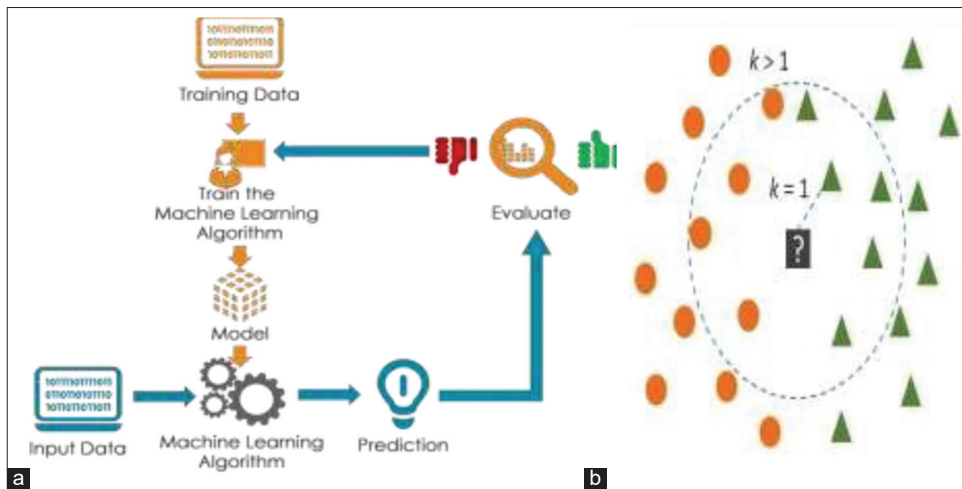 Training Data
Train the
Machine Learning
Algorithm
Model
Input Data
Machine Learning
Algorithm
Prediction
Evaluate
a
k > 1
k = 1
?
b